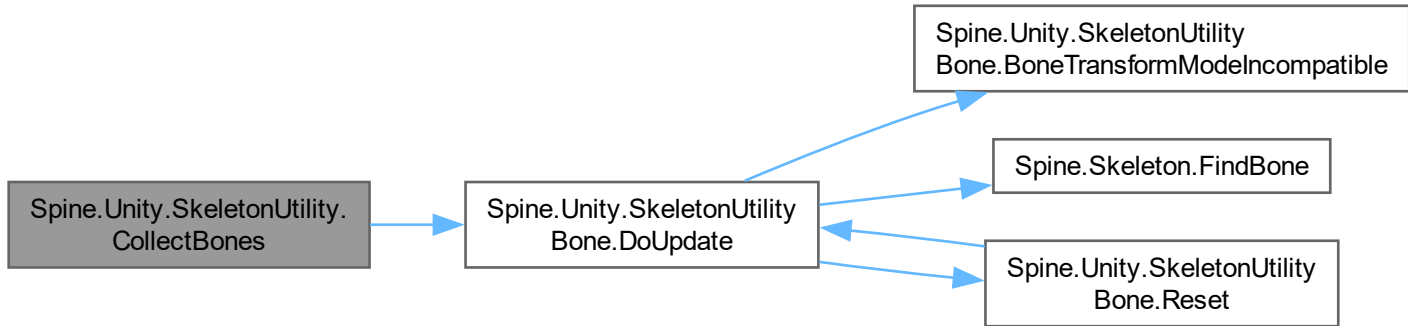 Spine.Unity.SkeletonUtility
Bone.BoneTransformModeIncompatible
Spine.Skeleton.FindBone
Spine.Unity.SkeletonUtility.
CollectBones
Spine.Unity.SkeletonUtility
Bone.DoUpdate
Spine.Unity.SkeletonUtility
Bone.Reset